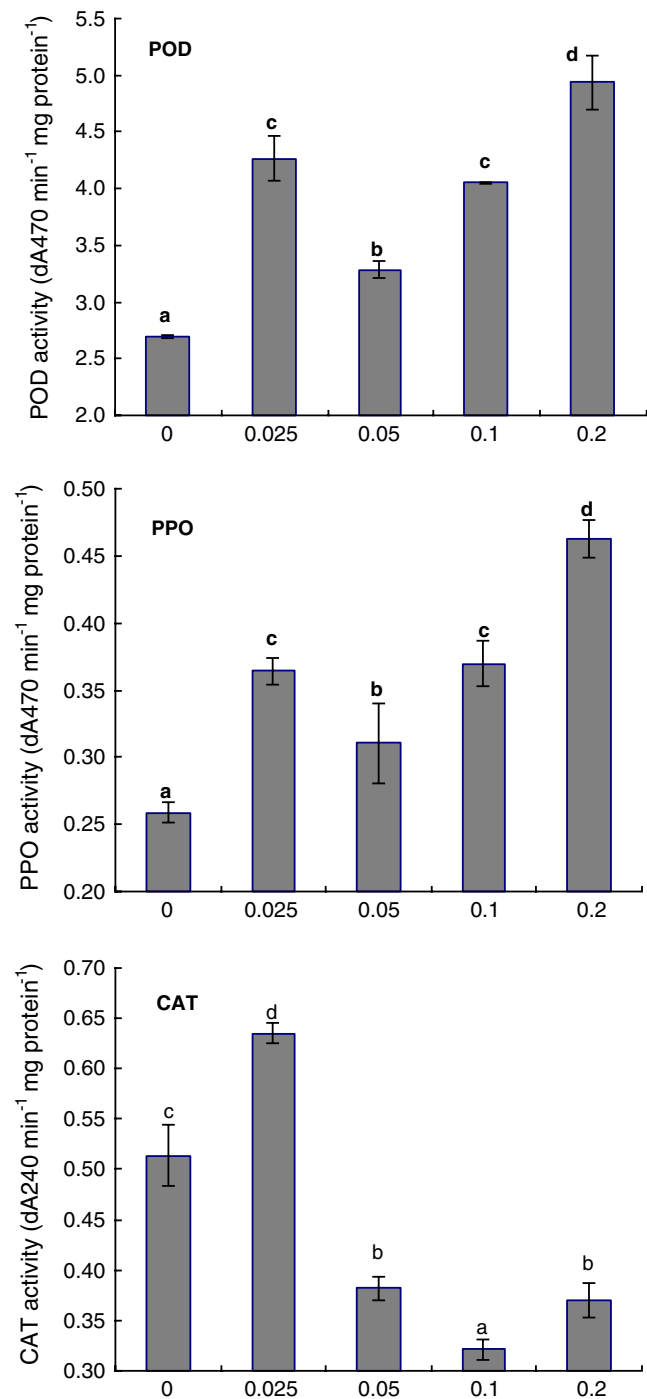 POD
POD activity (dA470 min⁻¹ mg protein⁻¹)
5.5
5.0
4.5
4.0
3.5
3.0
2.5
2.0
a
c
b
c
d
0 0.025 0.05 0.1 0.2
PPO
PPO activity (dA470 min⁻¹ mg protein⁻¹)
0.50
0.45
0.40
0.35
0.30
0.25
0.20
a
c
b
c
d
0 0.025 0.05 0.1 0.2
CAT
CAT activity (dA240 min⁻¹ mg protein⁻¹)
0.70
0.65
0.60
0.55
0.50
0.45
0.40
0.35
0.30
c
d
b
a
b
0 0.025 0.05 0.1 0.2